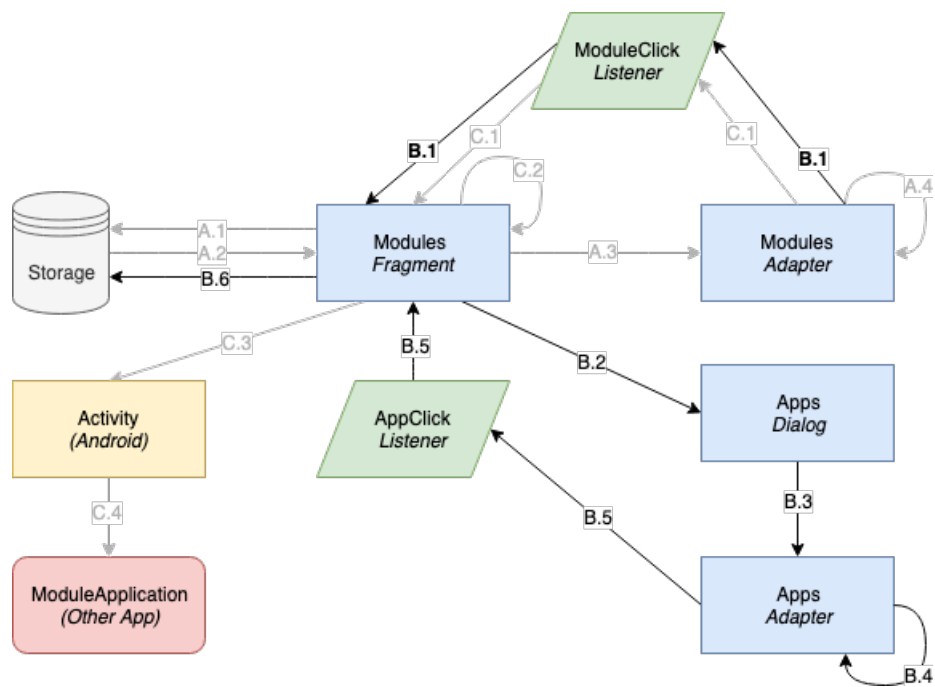 ModuleClick
Listener
B.1
C.1
C.1
B.1
C.2
A.4
Storage
A.1
A.2
B.6
Modules
Fragment
A.3
Modules
Adapter
C.3
B.5
B.2
Activity
(Android)
AppClick
Listener
Apps
Dialog
C.4
B.5
B.3
ModuleApplication
(Other App)
Apps
Adapter
B.4